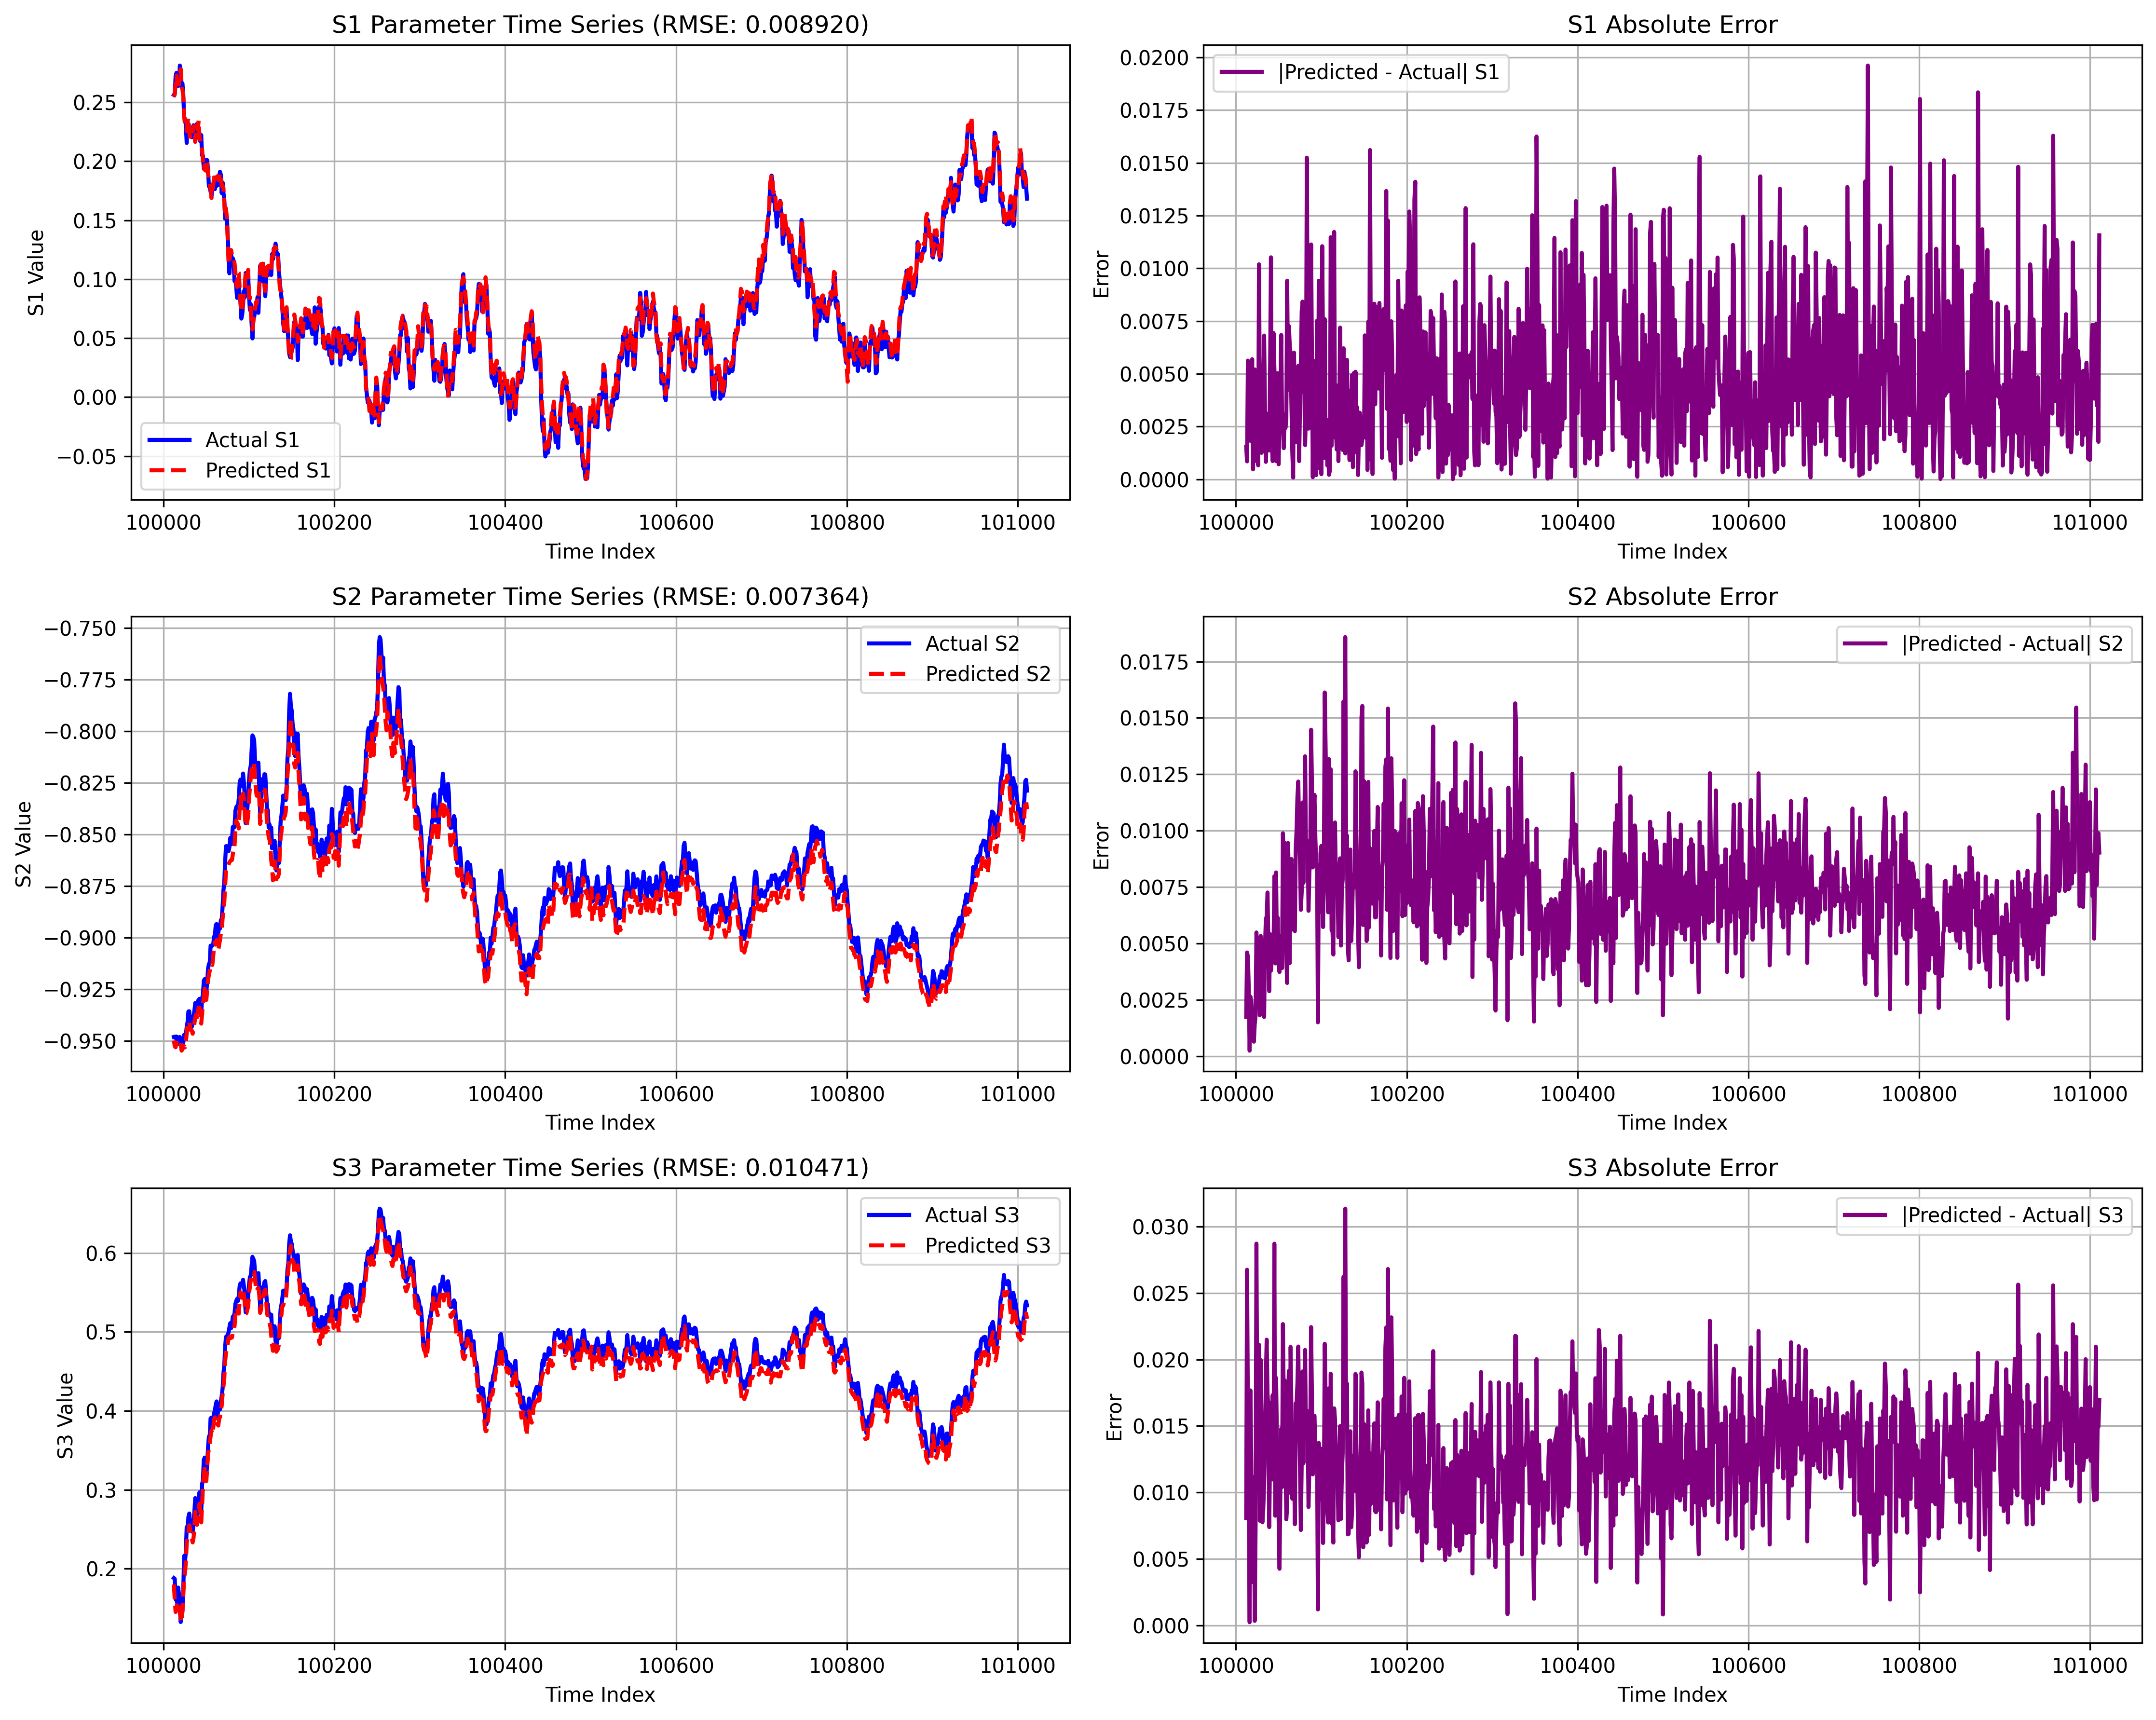 S1 Parameter Time Series (RMSE: 0.008920)
S1 Value
0.25
0.20
0.15
0.10
0.05
0.00
−0.05
Actual S1
Predicted S1
100000 100200 100400 100600 100800 101000
Time Index
S1 Absolute Error
Error
0.0200
0.0175
0.0150
0.0125
0.0100
0.0075
0.0050
0.0025
0.0000
|Predicted - Actual| S1
100000 100200 100400 100600 100800 101000
Time Index
S2 Parameter Time Series (RMSE: 0.007364)
S2 Value
−0.750
−0.775
−0.800
−0.825
−0.850
−0.875
−0.900
−0.925
−0.950
Actual S2
Predicted S2
100000 100200 100400 100600 100800 101000
Time Index
S2 Absolute Error
Error
0.0175
0.0150
0.0125
0.0100
0.0075
0.0050
0.0025
0.0000
|Predicted - Actual| S2
100000 100200 100400 100600 100800 101000
Time Index
S3 Parameter Time Series (RMSE: 0.010471)
S3 Value
0.6
0.5
0.4
0.3
0.2
Actual S3
Predicted S3
100000 100200 100400 100600 100800 101000
Time Index
S3 Absolute Error
Error
0.030
0.025
0.020
0.015
0.010
0.005
0.000
|Predicted - Actual| S3
100000 100200 100400 100600 100800 101000
Time Index